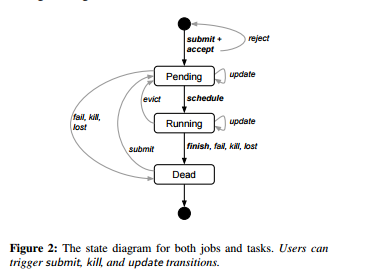 submit +
accept
reject
Pending
update
evict
schedule
fail, kill,
lost
Running
update
submit
finish, fail, kill, lost
Dead
Figure 2: The state diagram for both jobs and tasks. Users can
trigger submit, kill, and update transitions.